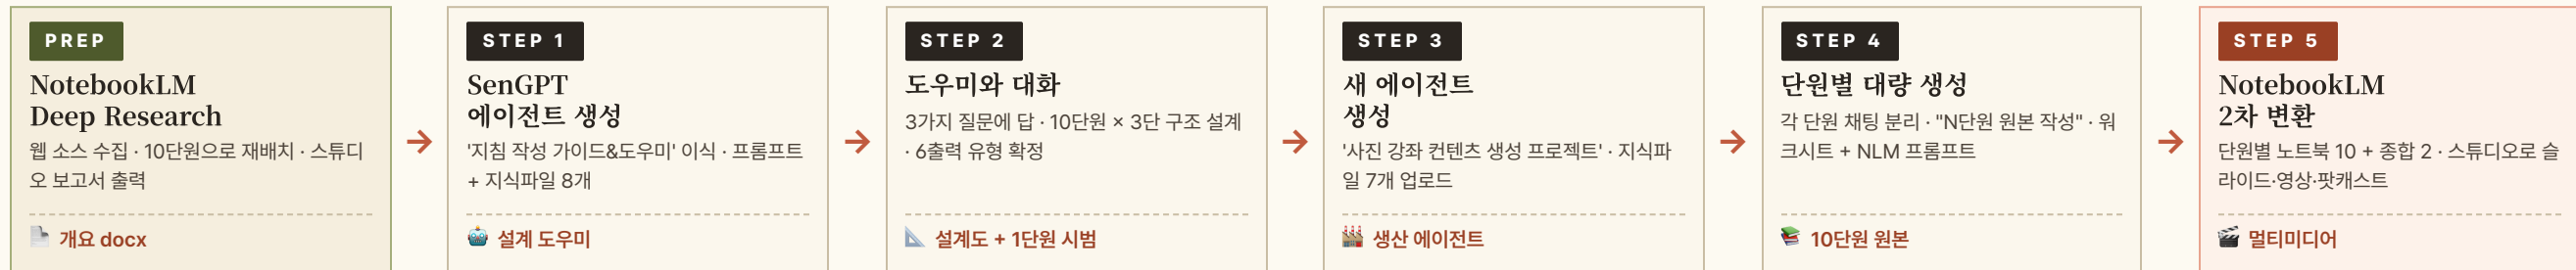 PREP
NotebookLM
Deep Research
웹 소스 수집 · 10단원으로 재배치 · 스튜디
오 보고서 출력
개요 docx
STEP 1
SenGPT
에이전트 생성
'지침 작성 가이드&도우미' 이식 · 프롬프트
+ 지식파일 8개
설계 도우미
STEP 2
도우미와 대화
3가지 질문에 답 · 10단원 × 3단 구조 설계
· 6출력 유형 확정
설계도 + 1단원 시범
STEP 3
새 에이전트
생성
'사진 강좌 컨텐츠 생성 프로젝트' · 지식파
일 7개 업로드
생산 에이전트
STEP 4
단원별 대량 생성
각 단원 채팅 분리 · "N단원 원본 작성" · 워
크시트 + NLM 프롬프트
10단원 원본
STEP 5
NotebookLM
2차 변환
단원별 노트북 10 + 종합 2 · 스튜디오로 슬
라이드·영상·팟캐스트
멀티미디어